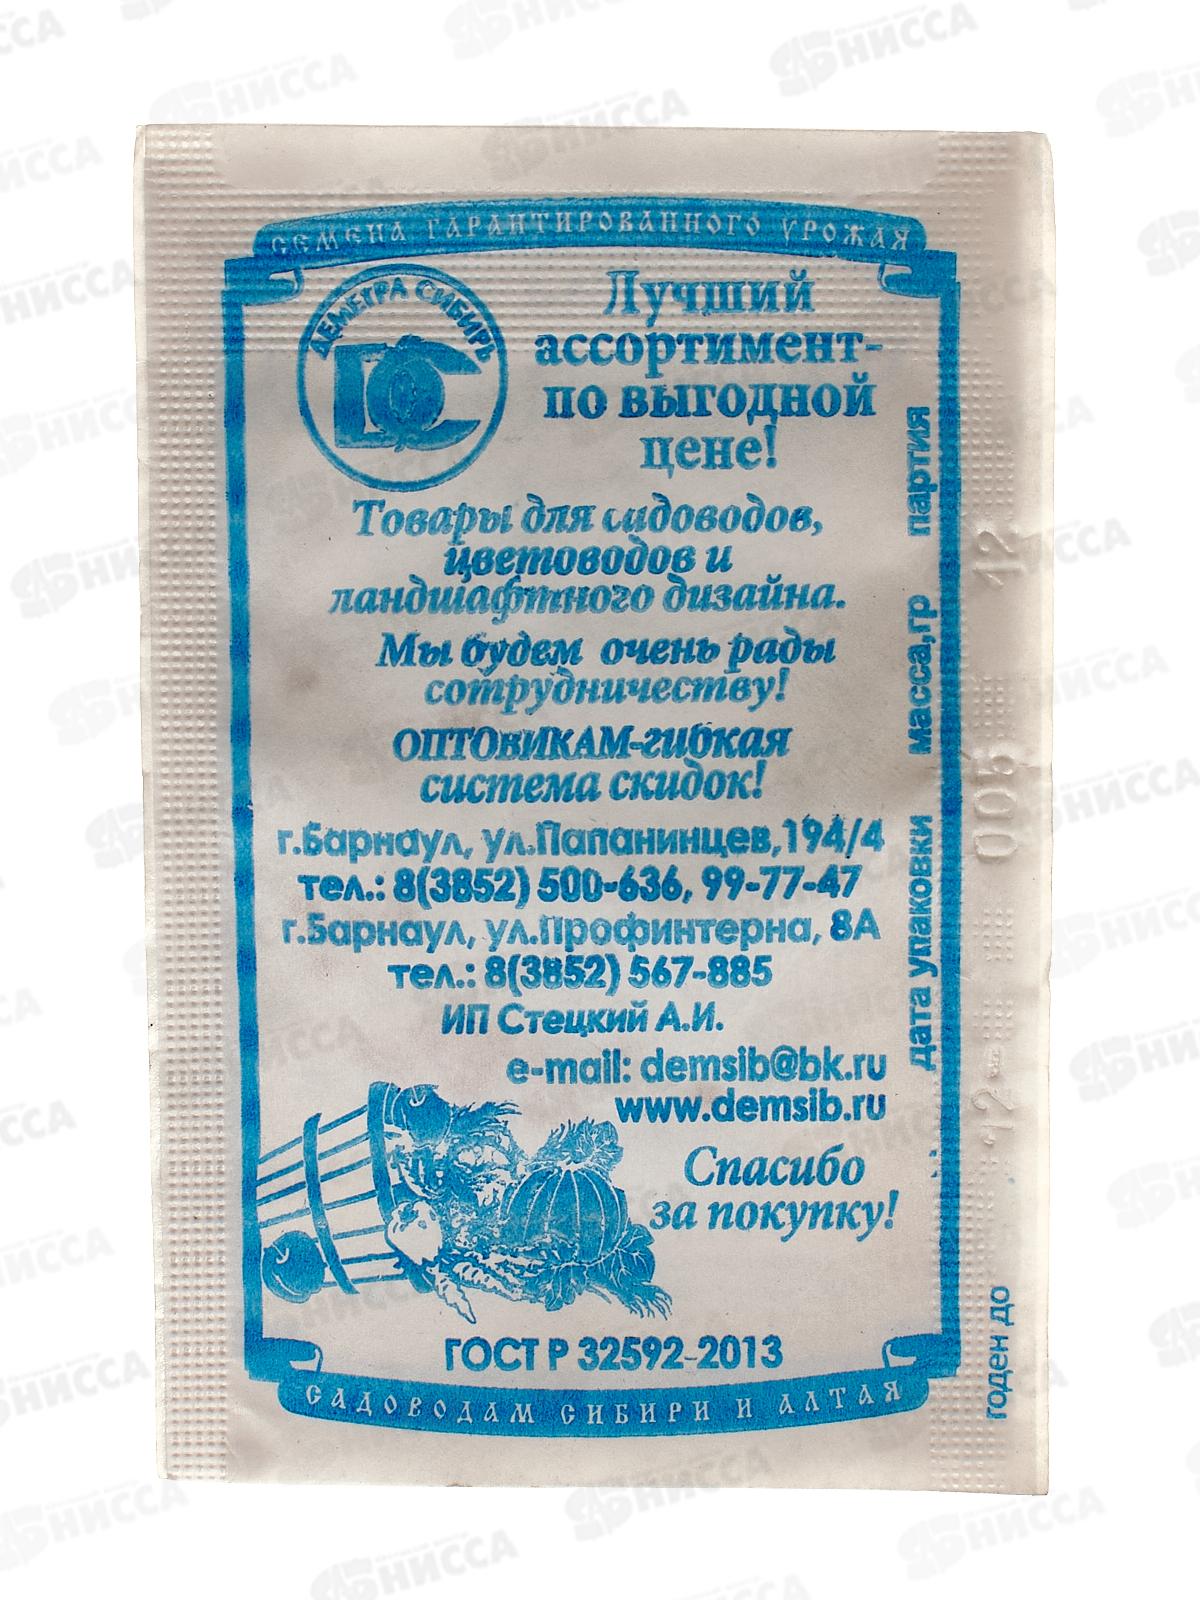 СЕМЕНА ГАРАНТИРОВАННОГО УРОЖАЯ
ДЕМЕТРА СИБИРЬ
ДС
Лучший
ассортимент-
по выгодной
цене!
Товары для садоводов,
цветоводов и
ландшафтного дизайна.
Мы будем очень рады
сотрудничеству!
ОПТОВИКАМ-гибкая
система скидок!
г.Барнаул, ул.Папанинцев,194/4
тел.: 8(3852) 500-636, 99-77-47
г.Барнаул, ул.Профинтерна, 8А
тел.: 8(3852) 567-885
ИП Стецкий А.И.
e-mail: demsib@bk.ru
www.demsib.ru
Спасибо
за покупку!
ГОСТ Р 32592-2013
САДОВОДАМ СИБИРИ И АЛТАЯ
дата упаковки масса,гр партия
годен до
12
НИССА